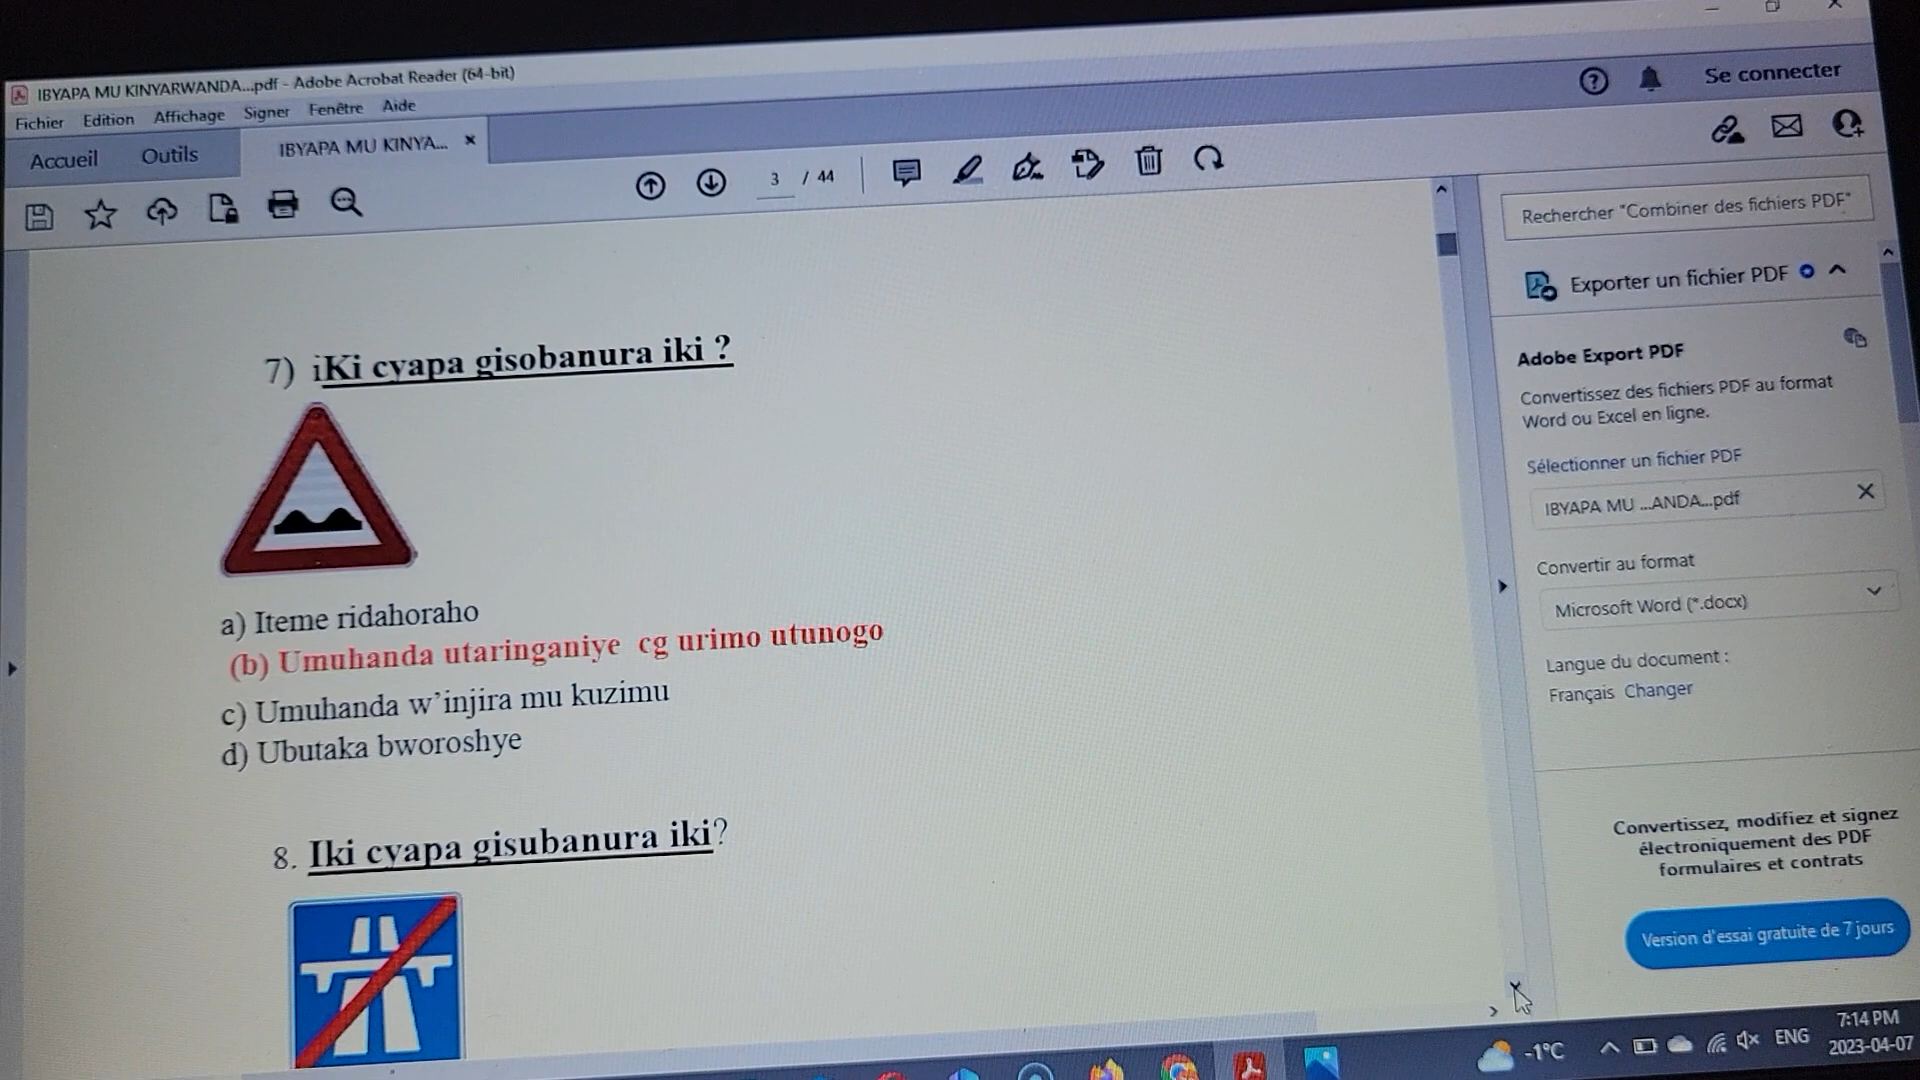 IBYAPA MU KINYARWANDA...pdf - Adobe Acrobat Reader (64-bit)
Fichier Edition Affichage Signer Fenêtre Aide
Accueil Outils IBYAPA MU KINYA... ×
Se connecter
3 / 44
7) iKi cyapa gisobanura iki ?
a) Iteme ridahoraho
(b) Umuhanda utaringaniye cg urimo utunogo
c) Umuhanda w'injira mu kuzimu
d) Ubutaka bworoshye
8. Iki cyapa gisubanura iki?
Rechercher "Combiner des fichiers PDF"
Exporter un fichier PDF
Adobe Export PDF
Convertissez des fichiers PDF au format
Word ou Excel en ligne.
Sélectionner un fichier PDF
IBYAPA MU ...ANDA...pdf
Convertir au format
Microsoft Word (*.docx)
Langue du document :
Français Changer
Convertissez, modifiez et signez
électroniquement des PDF
formulaires et contrats
Version d'essai gratuite de 7 jours
-1°C ENG 7:14 PM
2023-04-07